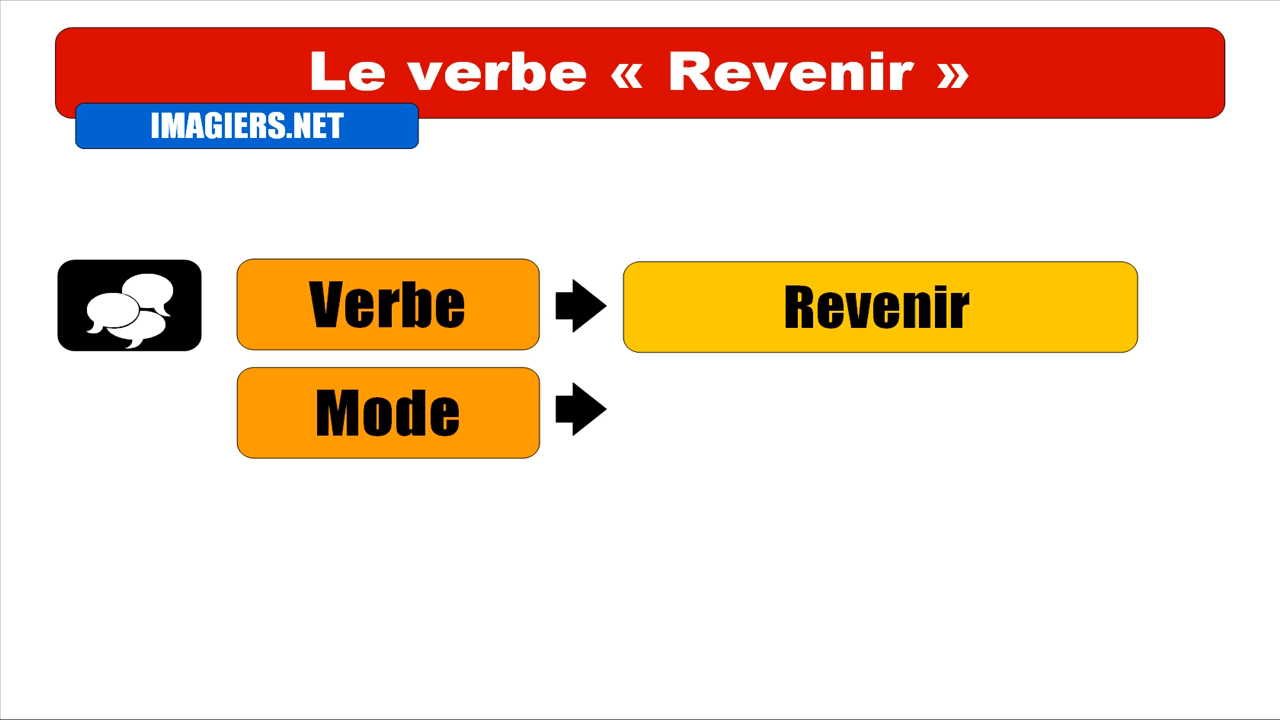 Le verbe « Revenir »
IMAGIERS.NET
Verbe
Revenir
Mode